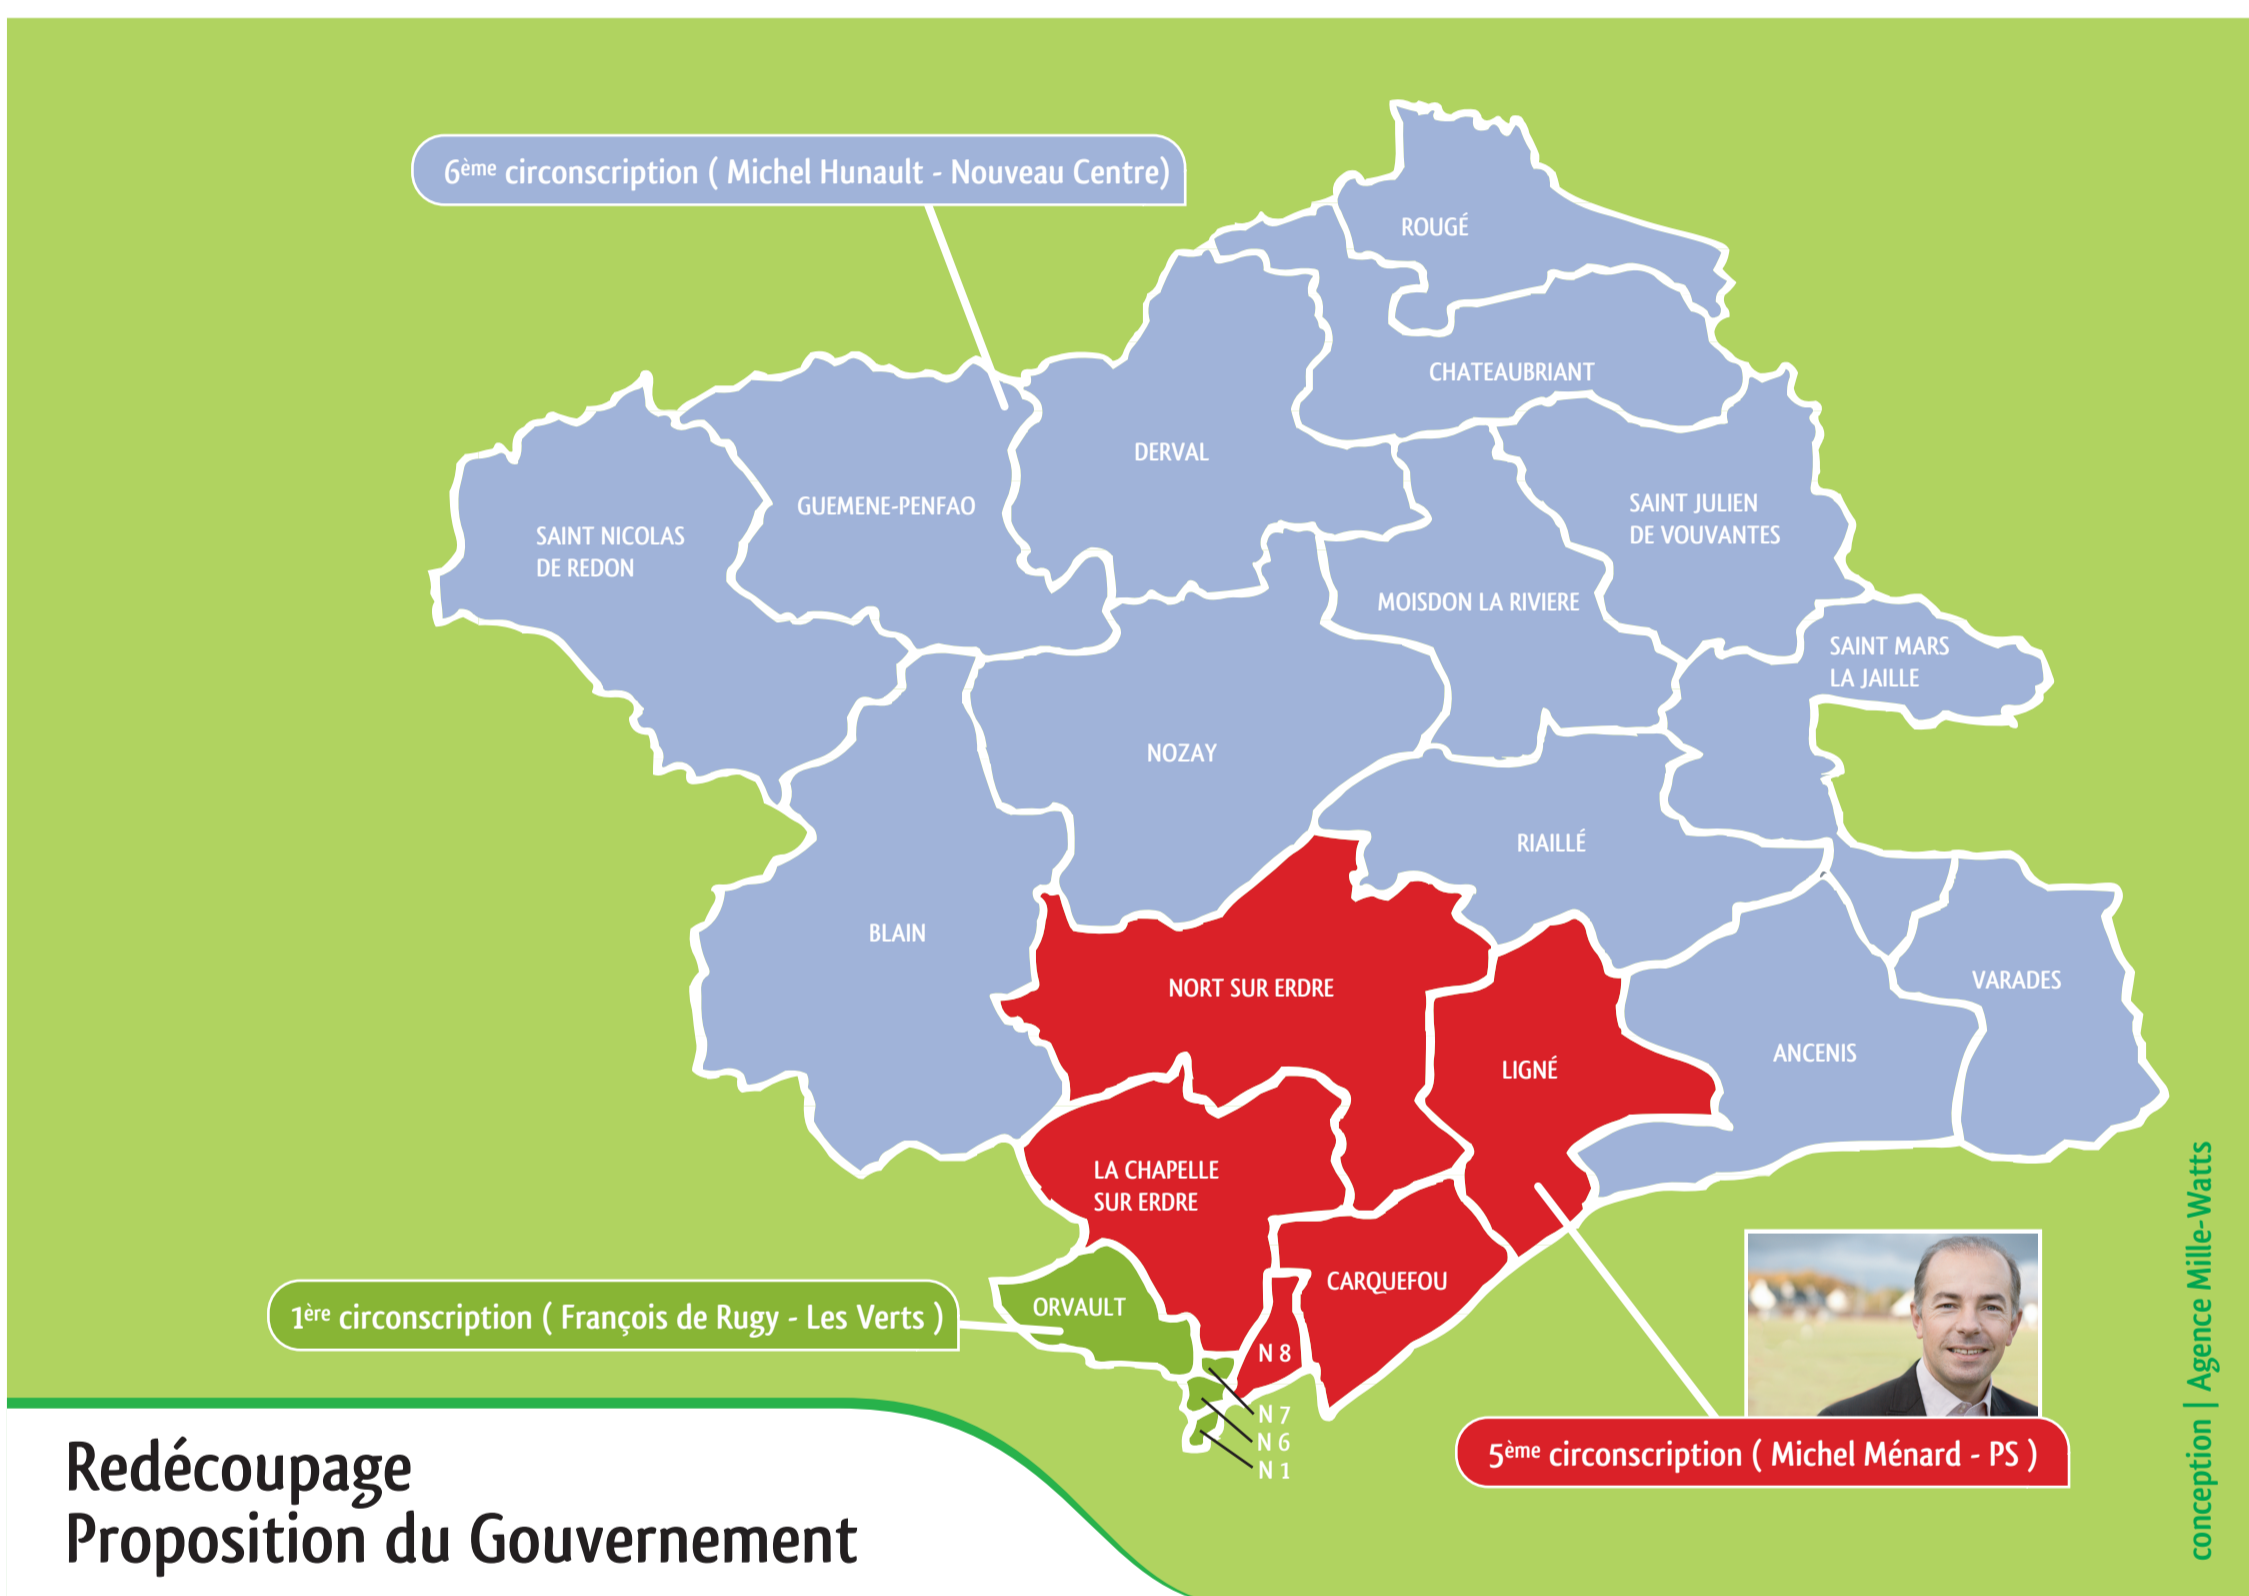 6ème circonscription ( Michel Hunault - Nouveau Centre)
ROUGÉ
CHATEAUBRIANT
DERVAL
GUEMENE-PENFAO
SAINT NICOLAS
DE REDON
SAINT JULIEN
DE VOUVANTES
MOISDON LA RIVIERE
SAINT MARS
LA JAILLE
NOZAY
RIAILLÉ
BLAIN
NORT SUR ERDRE
VARADES
LIGNÉ
ANCENIS
LA CHAPELLE
SUR ERDRE
CARQUEFOU
ORVAULT
1ère circonscription ( François de Rugy - Les Verts )
N 8
N 7
N 6
N 1
5ème circonscription ( Michel Ménard - PS )
Redécoupage
Proposition du Gouvernement
conception | Agence Mille-Watts